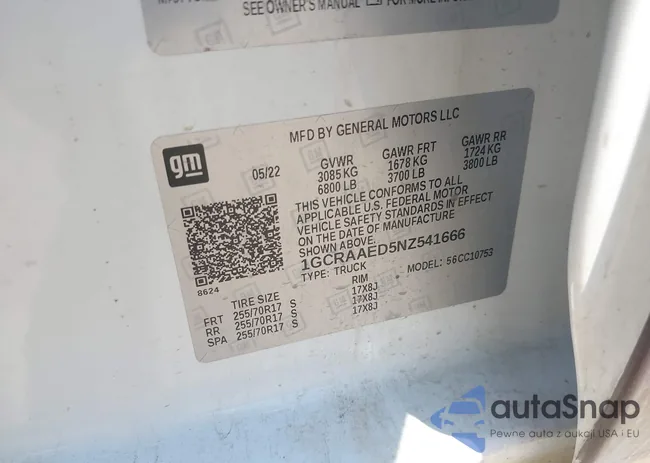 SEE OWNER'S MANUAL
MFD BY GENERAL MOTORS LLC
gm
05/22
GVWR GAWR FRT GAWR RR
3085 KG 1678 KG 1724 KG
6800 LB 3700 LB 3800 LB
THIS VEHICLE CONFORMS TO ALL
APPLICABLE U.S. FEDERAL MOTOR
VEHICLE SAFETY STANDARDS IN EFFECT
ON THE DATE OF MANUFACTURE
SHOWN ABOVE.
1GCRAAED5NZ541666
TYPE: TRUCK MODEL: 56CC10753
8624
TIRE SIZE RIM
FRT 255/70R17 S 17X8J
RR 255/70R17 S 17X8J
SPA 255/70R17 S 17X8J
autoSnap
Pewne auta z aukcji USA i EU